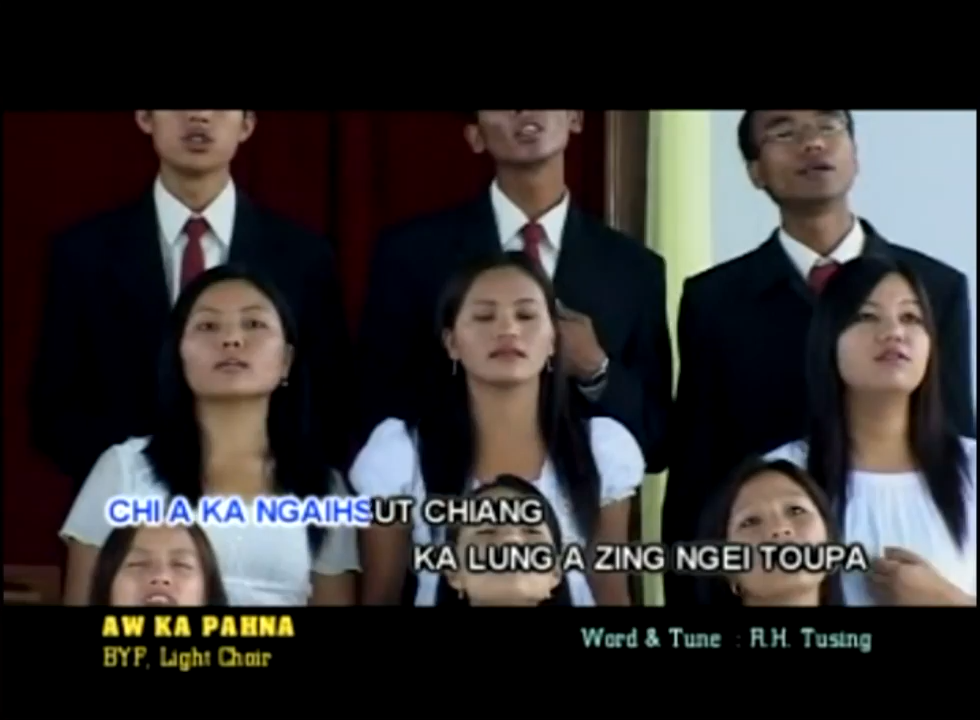 CHI A KA NGAIHSUT CHIANG
KA LUNG A ZING NGEI TOUPA
AW KA PAHNA
BYF, Light Choir
Word & Tune : R.H. Tusing